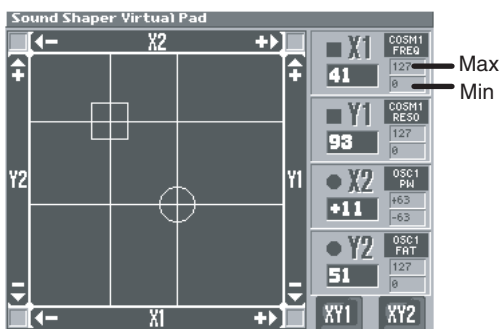 Sound Shaper Virtual Pad
- X2 +
+ Y2 -
+ Y1 -
- X1 +
X1 COSM1 FREQ
41 127 Max
0 Min
Y1 COSM1 RESO
93 127
0
X2 OSC1 PW
+11 +63
-63
Y2 OSC1 FAT
51 127
0
XY1 XY2